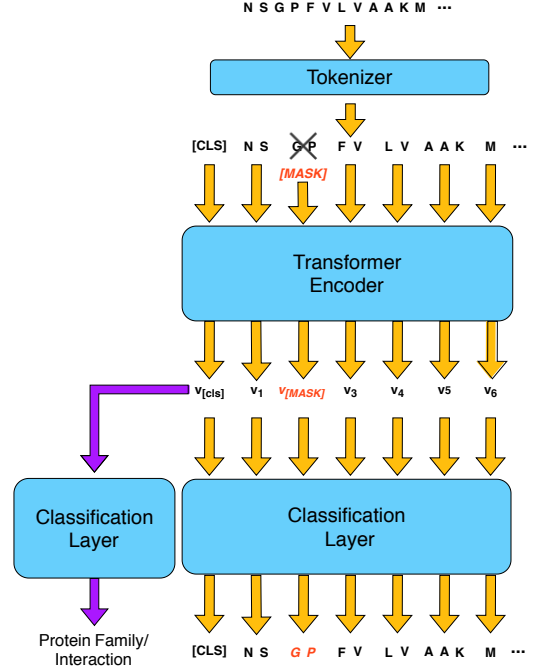 N S G P F V L V A A K M ...
Tokenizer
[CLS] N S G P F V L V A A K M ...
[MASK]
Transformer
Encoder
v[cls] v1 v[MASK] v3 v4 v5 v6
Classification
Layer
Classification
Layer
Protein Family/
Interaction
[CLS] N S G P F V L V A A K M ...